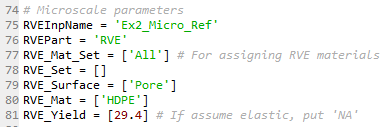 74 # Microscale parameters
75 RVEInpName = 'Ex2_Micro_Ref'
76 RVEPart = 'RVE'
77 RVE_Mat_Set = ['All'] # For assigning RVE materials
78 RVE_Set = []
79 RVE_Surface = ['Pore']
80 RVE_Mat = ['HDPE']
81 RVE_Yield = [29.4] # If assume elastic, put ‘NA’